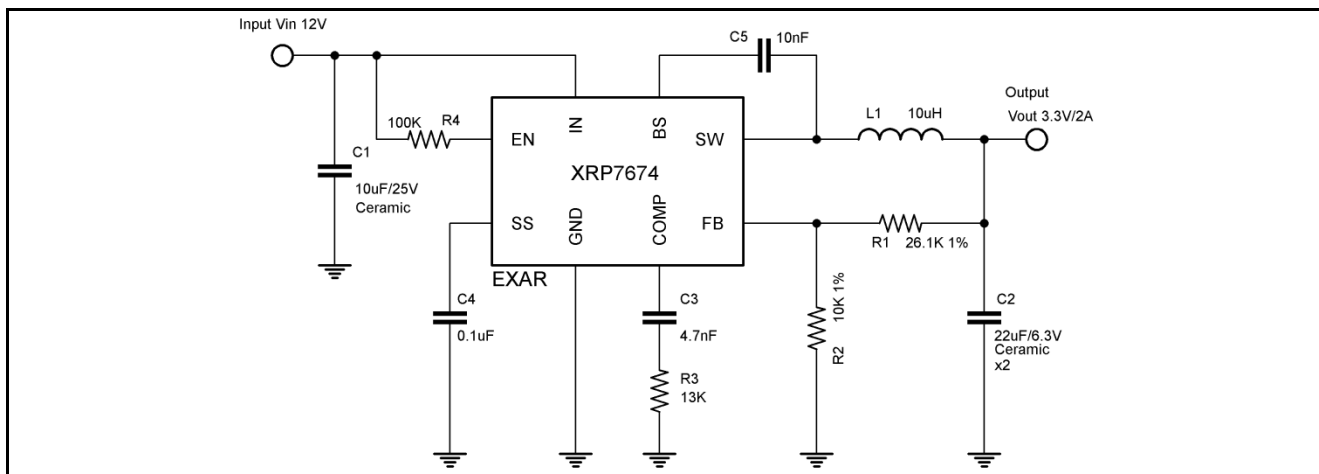 Input Vin 12V
C5
10nF
Output
Vout 3.3V/2A
L1
10uH
100K
R4
EN
IN
BS
SW
C1
10uF/25V
Ceramic
XRP7674
SS
GND
COMP
FB
R1
26.1K 1%
EXAR
C4
0.1uF
C3
4.7nF
10K 1%
R2
C2
22uF/6.3V
Ceramic
x2
R3
13K